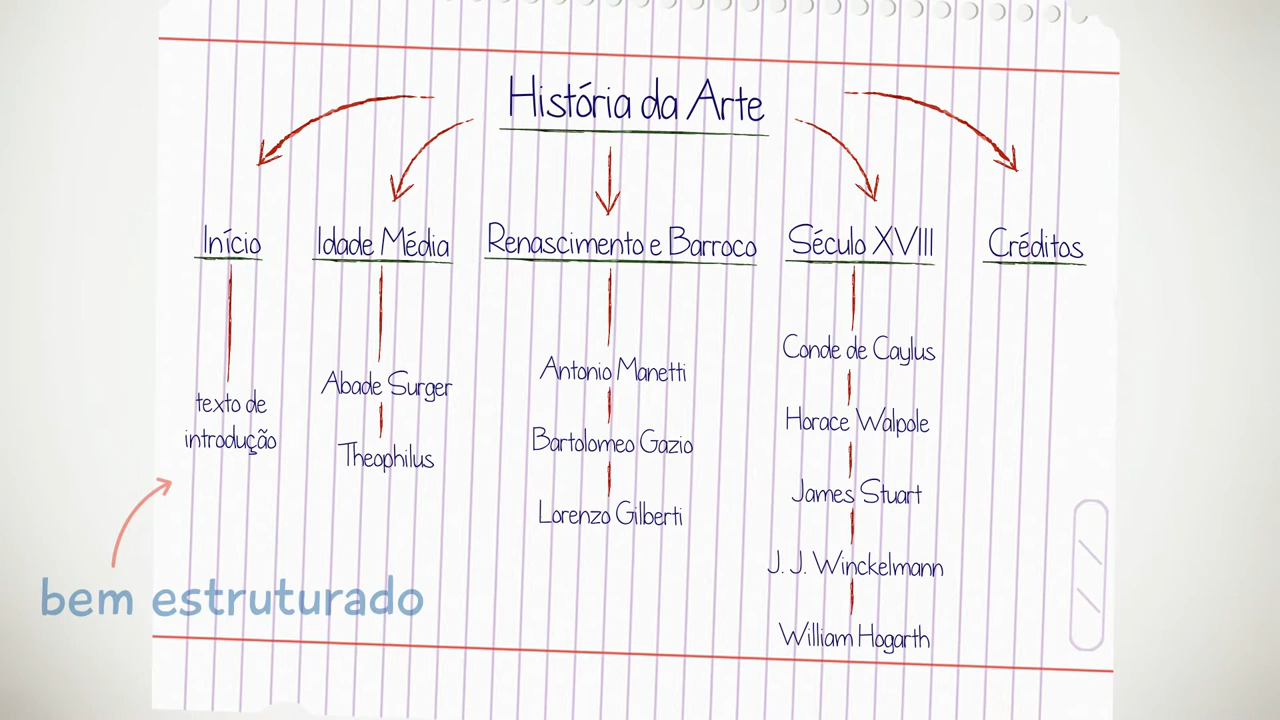 História da Arte
Início
Idade Média
Renascimento e Barroco
Século XVIII
Créditos
texto de
introdução
Abade Surger
Theophilus
Antonio Manetti
Bartolomeo Gazio
Lorenzo Gilberti
Conde de Caylus
Horace Walpole
James Stuart
J. J. Winckelmann
William Hogarth
bem estruturado